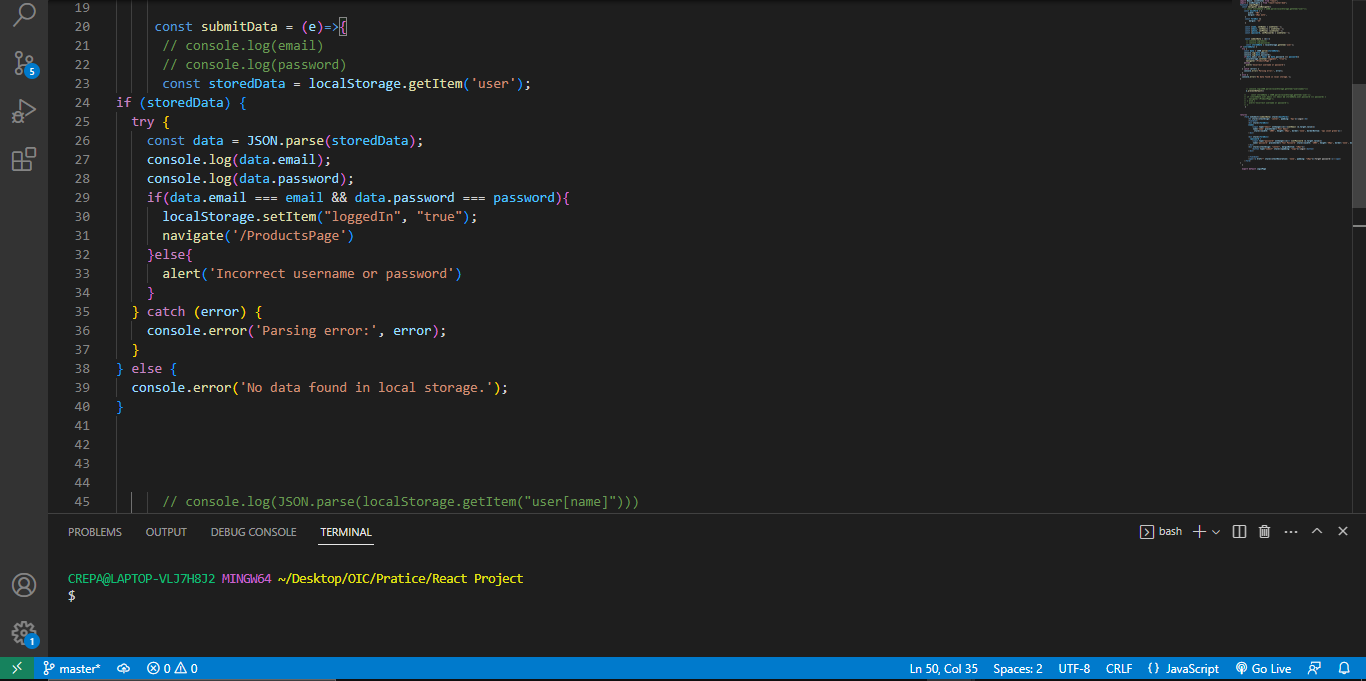 19
20 const submitData = (e)=>{
21 // console.log(email)
22 // console.log(password)
23 const storedData = localStorage.getItem('user');
24 if (storedData) {
25 try {
26 const data = JSON.parse(storedData);
27 console.log(data.email);
28 console.log(data.password);
29 if(data.email === email && data.password === password){
30 localStorage.setItem("loggedIn", "true");
31 navigate('/ProductsPage')
32 }else{
33 alert('Incorrect username or password')
34 }
35 } catch (error) {
36 console.error('Parsing error:', error);
37 }
38 } else {
39 console.error('No data found in local storage.');
40 }
41
42
43
44
45 // console.log(JSON.parse(localStorage.getItem("user[name]")))
5
PROBLEMS OUTPUT DEBUG CONSOLE TERMINAL bash
CREPA@LAPTOP-VLJ7H8J2 MINGW64 ~/Desktop/OIC/Pratice/React Project
$
1
master* 0 0 Ln 50, Col 35 Spaces: 2 UTF-8 CRLF {} JavaScript Go Live